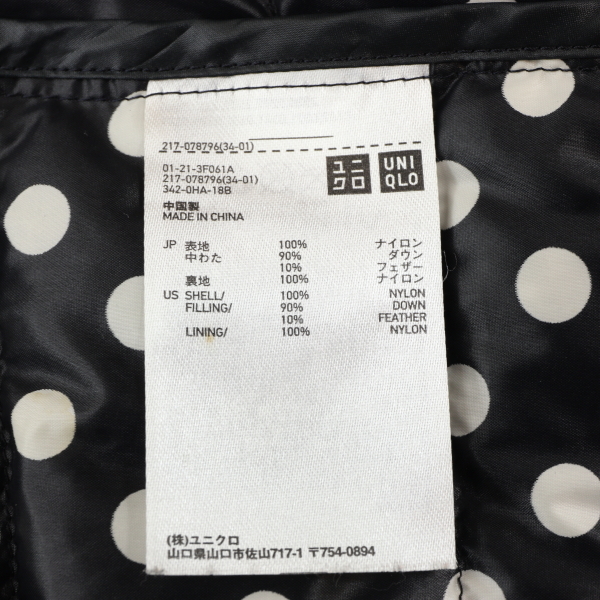 217-078796(34-01)
01-21-3F061A
217-078796(34-01)
342-0HA-18B
ユニ
クロ
UNI
QLO
中国製
MADE IN CHINA
JP 表地 100% ナイロン
中わた 90% ダウン
10% フェザー
裏地 100% ナイロン
US SHELL/ 100% NYLON
FILLING/ 90% DOWN
10% FEATHER
LINING/ 100% NYLON
(株)ユニクロ
山口県山口市佐山717-1 〒754-0894